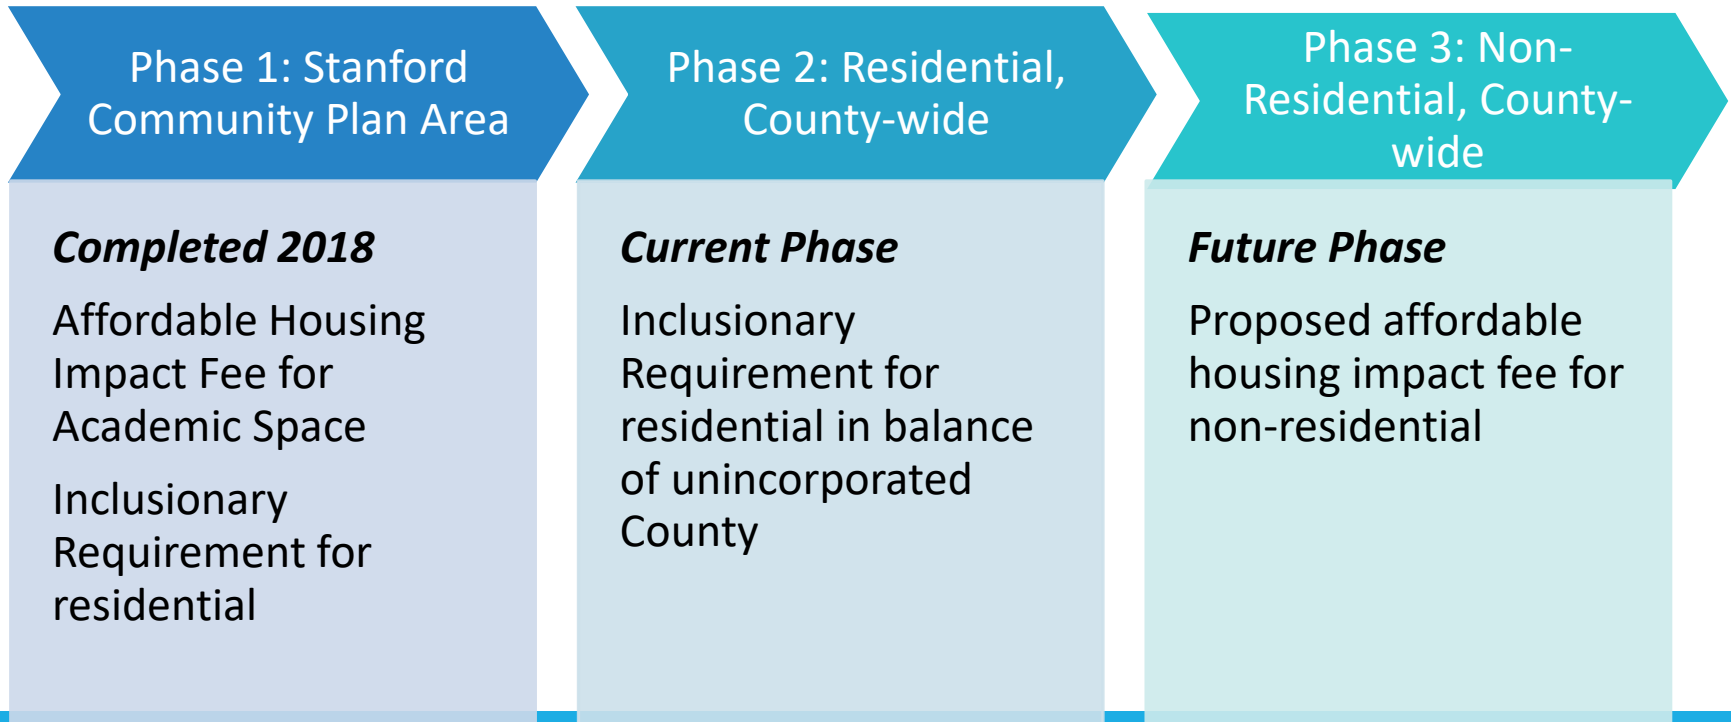 Phase 1: Stanford
Community Plan Area
Completed 2018
Affordable Housing
Impact Fee for
Academic Space
Inclusionary
Requirement for
residential
Phase 2: Residential,
County-wide
Current Phase
Inclusionary
Requirement for
residential in balance
of unincorporated
County
Phase 3: Non-
Residential, County-
wide
Future Phase
Proposed affordable
housing impact fee for
non-residential